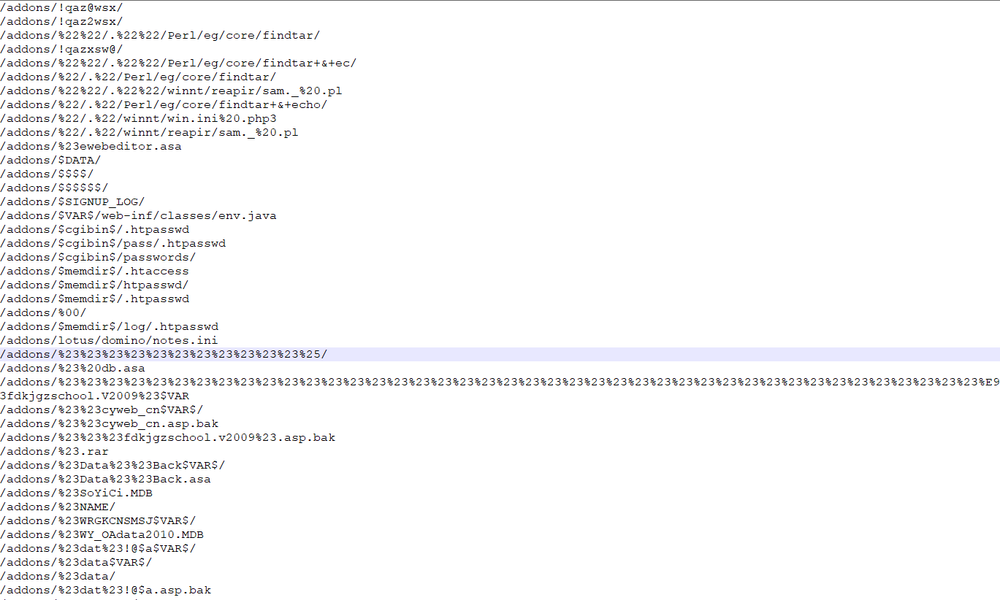 /addons/!qaz@wsx/
/addons/!qaz2wsx/
/addons/%22%22/.%22%22/Perl/eg/core/findtar/
/addons/!qazxsw@/
/addons/%22%22/.%22%22/Perl/eg/core/findtar+&+ec/
/addons/%22/.%22/Perl/eg/core/findtar/
/addons/%22%22/.%22%22/winnt/reapir/sam._%20.pl
/addons/%22/.%22/Perl/eg/core/findtar+&+echo/
/addons/%22/.%22/winnt/win.ini%20.php3
/addons/%22/.%22/winnt/reapir/sam._%20.pl
/addons/%23ewebeditor.asa
/addons/$DATA/
/addons/$$$$/
/addons/$$$$$$/
/addons/$SIGNUP_LOG/
/addons/$VAR$/web-inf/classes/env.java
/addons/$cgibin$/.htpasswd
/addons/$cgibin$/pass/.htpasswd
/addons/$cgibin$/passwords/
/addons/$memdir$/.htaccess
/addons/$memdir$/htpasswd/
/addons/$memdir$/.htpasswd
/addons/%00/
/addons/$memdir$/log/.htpasswd
/addons/lotus/domino/notes.ini
/addons/%23%23%23%23%23%23%23%23%23%23%23%25/
/addons/%23%20db.asa
/addons/%23%23%23%23%23%23%23%23%23%23%23%23%23%23%23%23%23%23%23%23%23%23%23%23%23%23%23%23%23%23%23%23%23%23%23%23%23%23%23%23%23%23%E9
3fdkjgzschool.V2009%23$VAR
/addons/%23%23cyweb_cn$VAR$/
/addons/%23%23cyweb_cn.asp.bak
/addons/%23%23%23fdkjgzschool.v2009%23.asp.bak
/addons/%23.rar
/addons/%23Data%23%23Back$VAR$/
/addons/%23Data%23%23Back.asa
/addons/%23SoYiCi.MDB
/addons/%23NAME/
/addons/%23WRGKCNSMSJ$VAR$/
/addons/%23WY_OAdata2010.MDB
/addons/%23dat%23!@$a$VAR$/
/addons/%23data$VAR$/
/addons/%23data/
/addons/%23dat%23!@$a.asp.bak